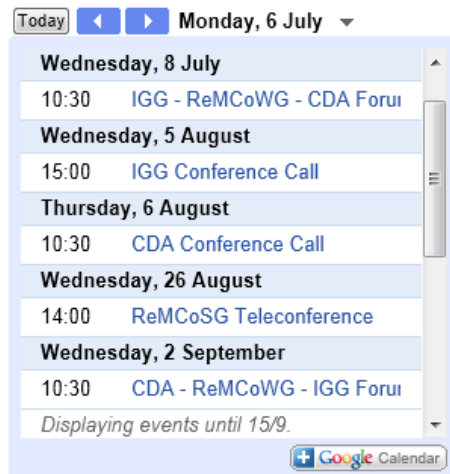 Today Monday, 6 July
Wednesday, 8 July
10:30 IGG - ReMCoWG - CDA
Wednesday, 5 August
15:00 IGG Conference Call
Thursday, 6 August
10:30 CDA Conference Call
Wednesday, 26 August
14:00 ReMCoSG Teleconference
Wednesday, 2 September
10:30 CDA - ReMCoWG - IGG
Displaying events until 15/9.
Google Calendar